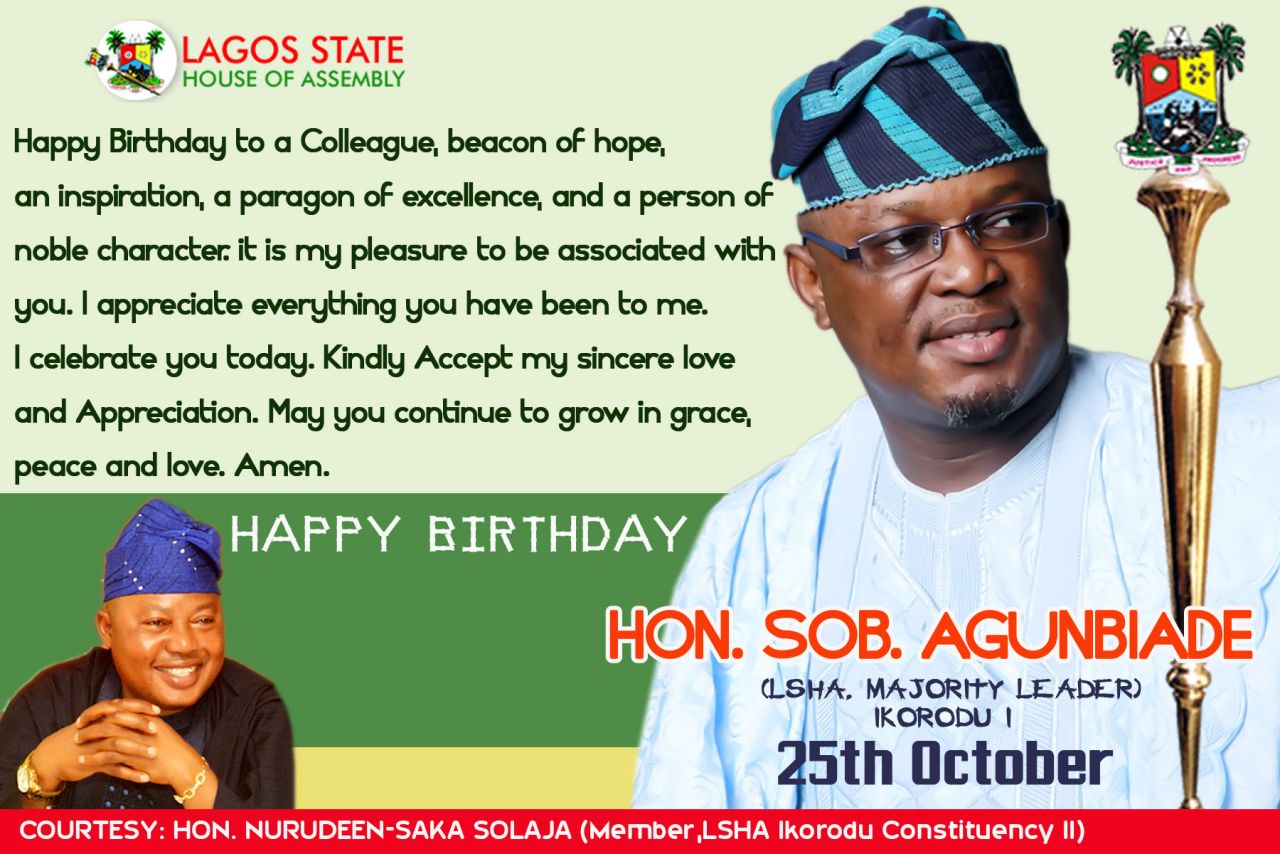 LAGOS STATE
HOUSE OF ASSEMBLY
Happy Birthday to a Colleague, beacon of hope,
an inspiration, a paragon of excellence, and a person of
noble character. it is my pleasure to be associated with
you. I appreciate everything you have been to me.
I celebrate you today. Kindly Accept my sincere love
and Appreciation. May you continue to grow in grace,
peace and love. Amen.
HAPPY BIRTHDAY
HON. SOB. AGUNBIADE
(LSHA. MAJORITY LEADER)
IKORODU I
25th October
COURTESY: HON. NURUDEEN-SAKA SOLAJA (Member,LSHA Ikorodu Constituency II)